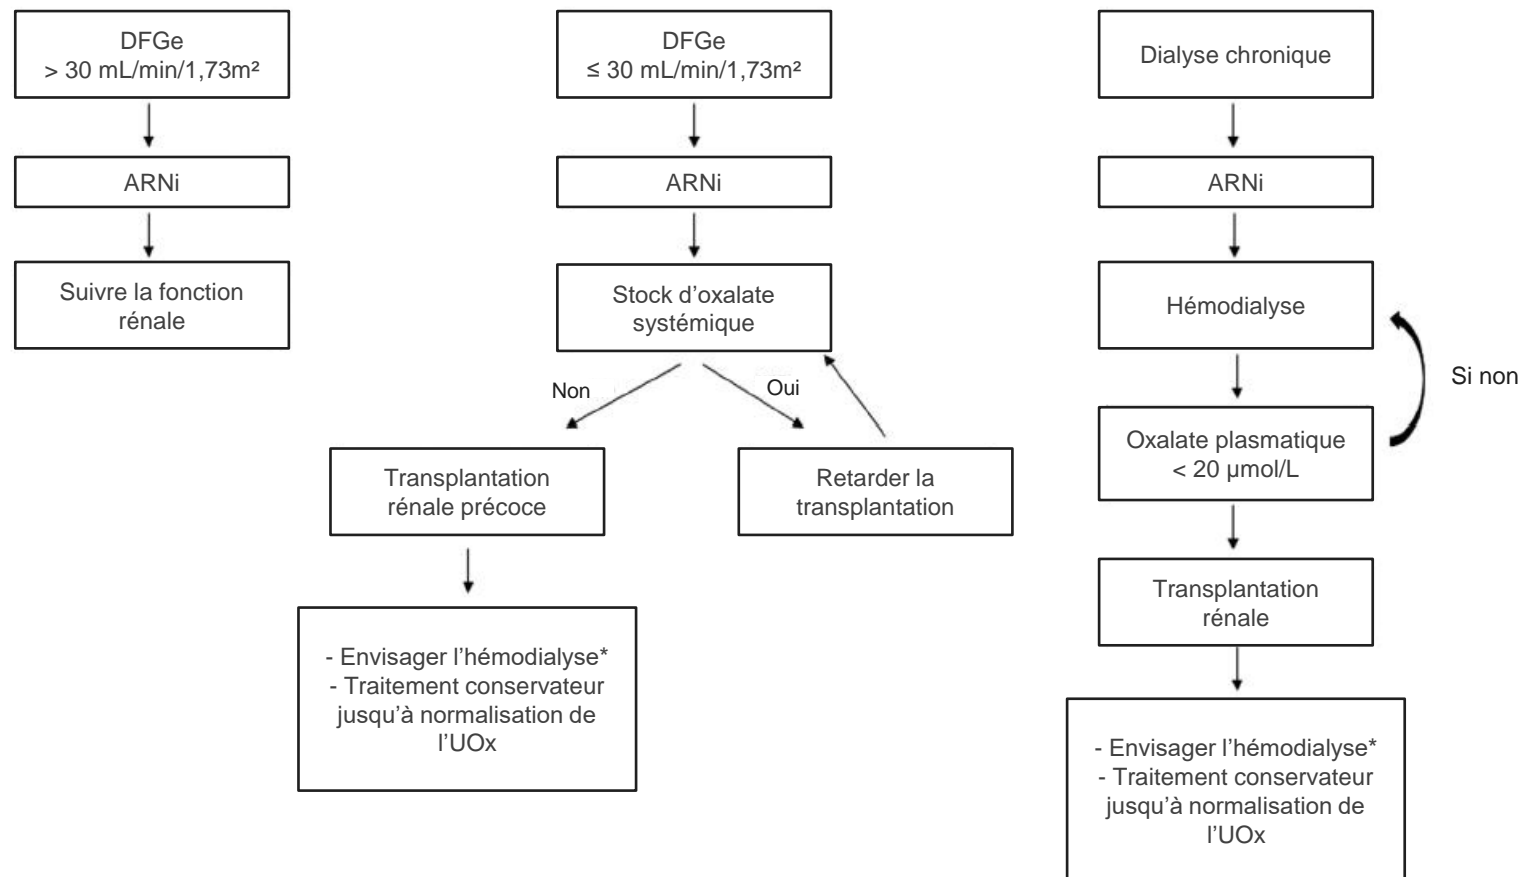 DFGe
> 30 mL/min/1,73m²
ARNi
Suivre la fonction
rénale
DFGe
≤ 30 mL/min/1,73m²
ARNi
Stock d’oxalate
systémique
Non
Oui
Transplantation
rénale précoce
Retarder la
transplantation
- Envisager l’hémodialyse*
- Traitement conservateur
jusqu’à normalisation de
l’UOx
Dialyse chronique
ARNi
Hémodialyse
Si non
Oxalate plasmatique
< 20 µmol/L
Transplantation
rénale
- Envisager l’hémodialyse*
- Traitement conservateur
jusqu’à normalisation de
l’UOx